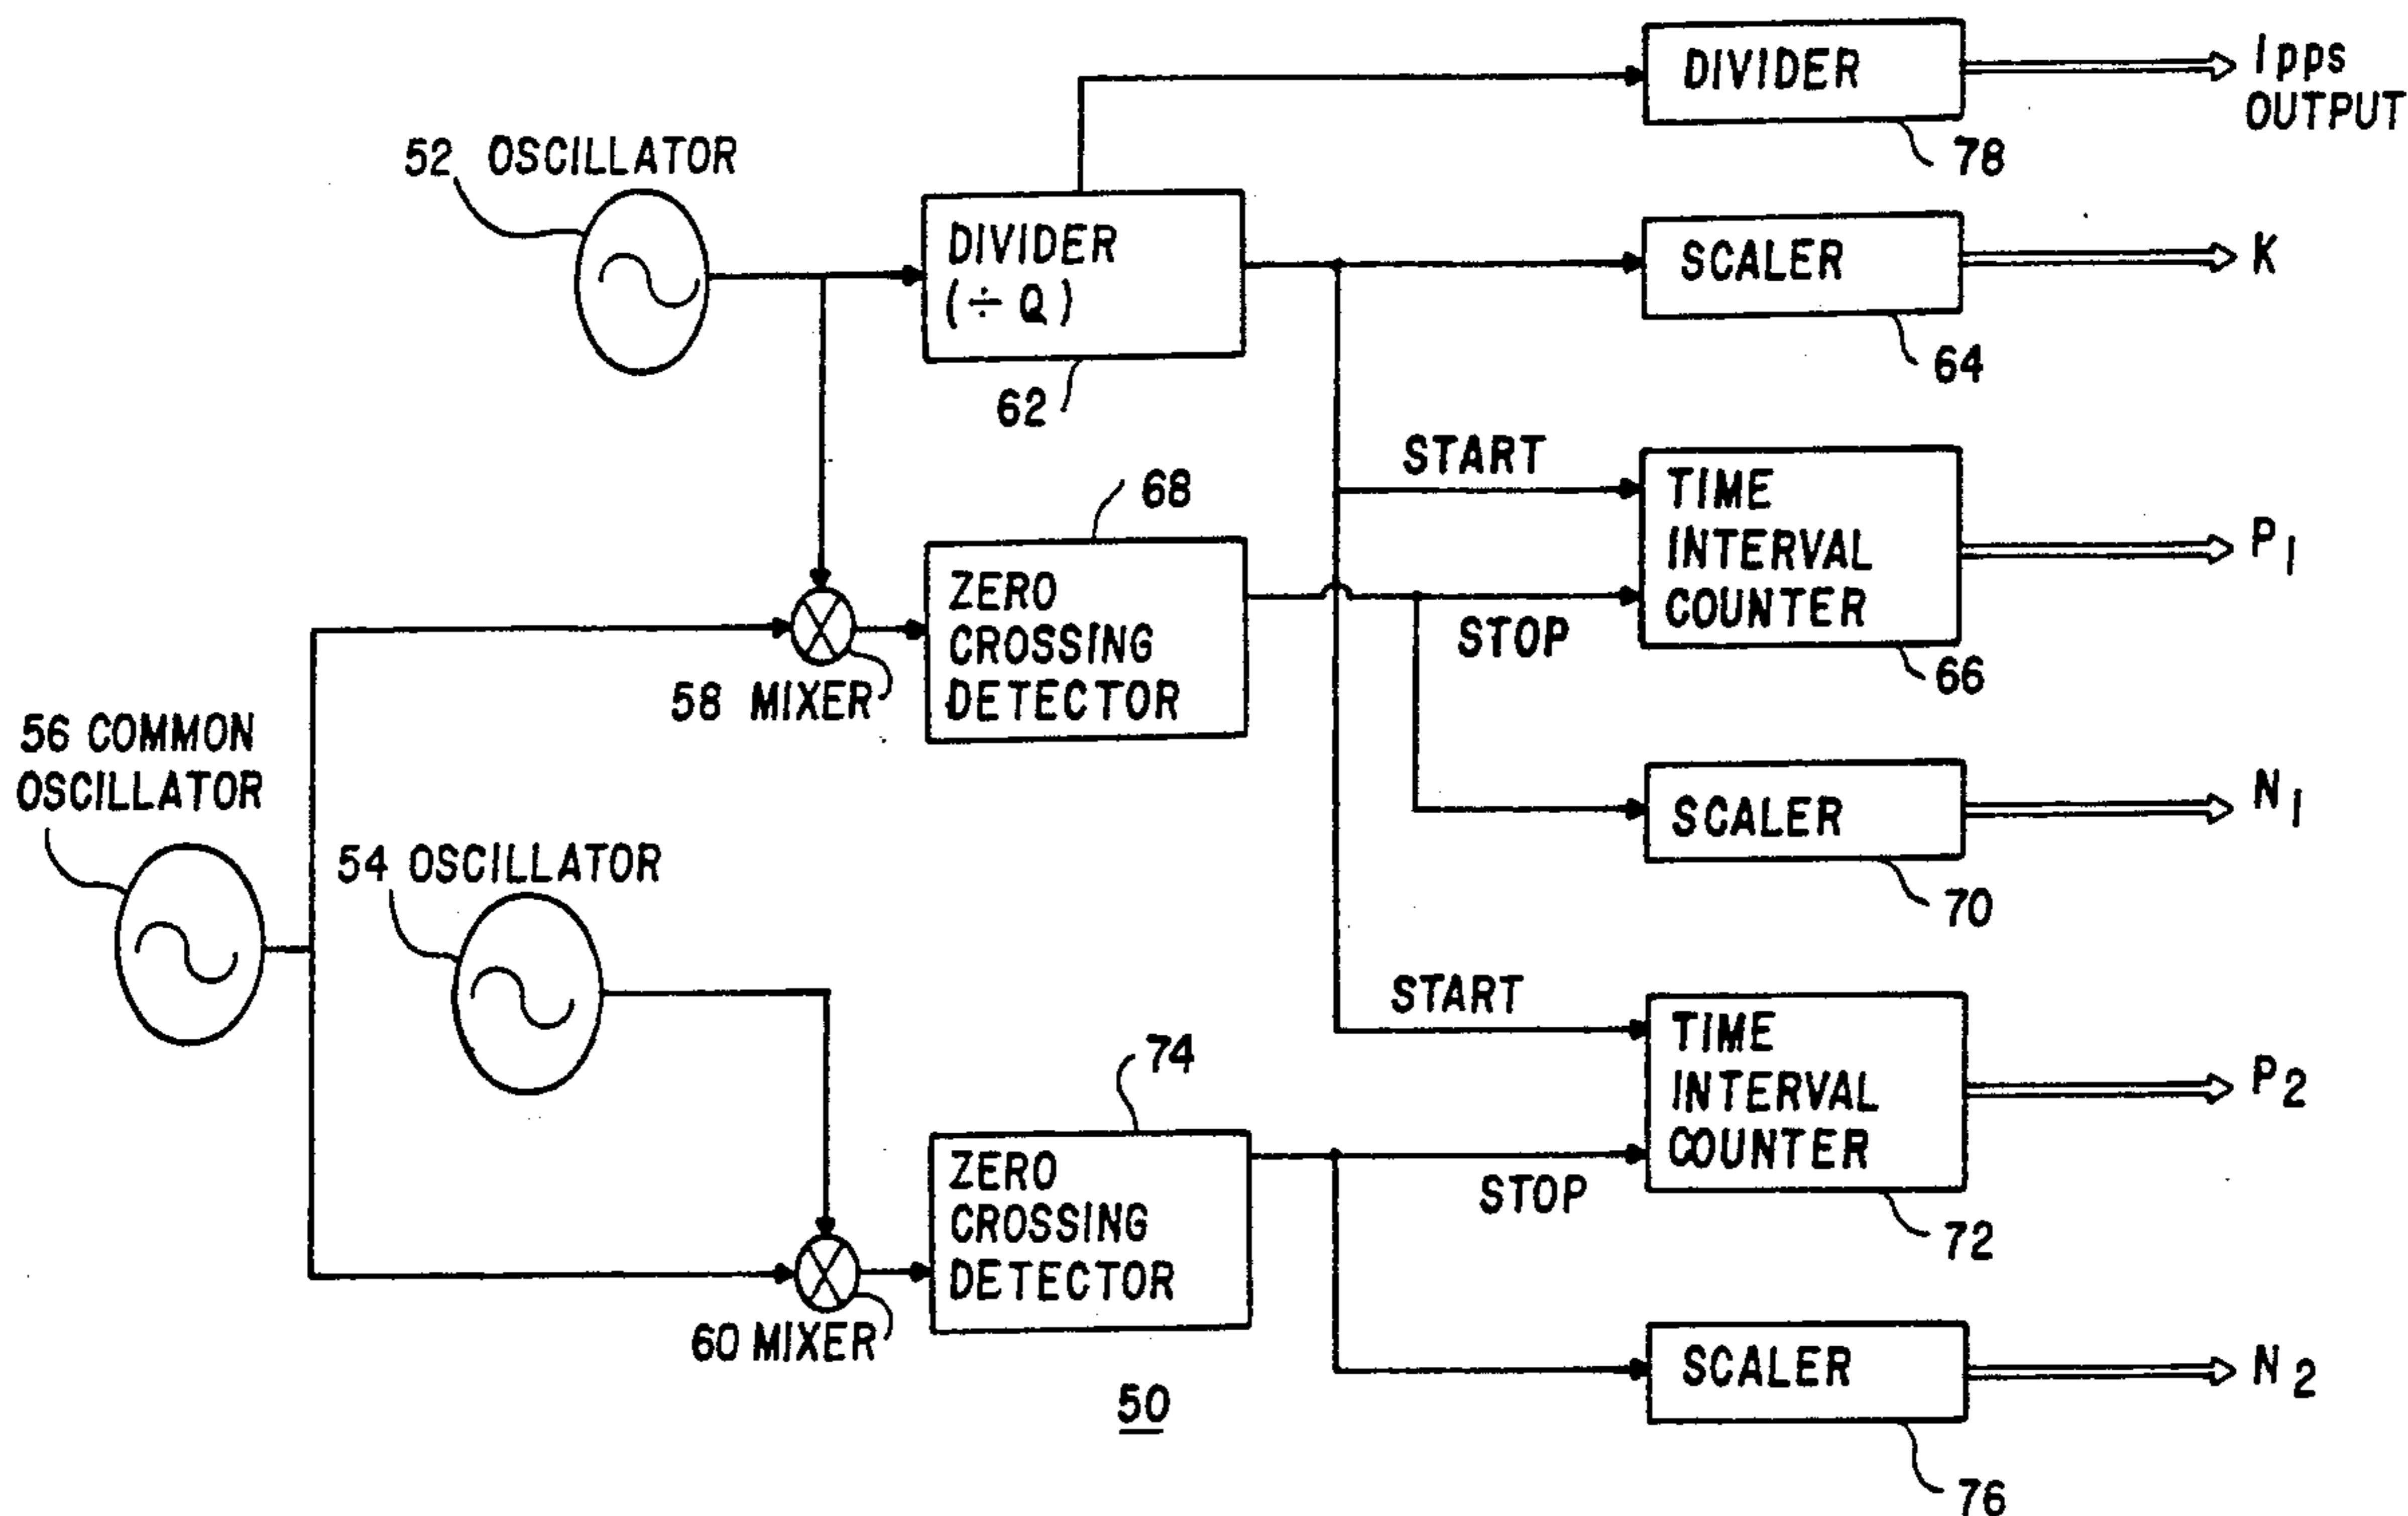 DIVIDER
1pps
OUTPUT
78
52 OSCILLATOR
DIVIDER
(÷ Q)
62
SCALER
K
64
START
TIME
INTERVAL
COUNTER
P1
66
68
ZERO
CROSSING
DETECTOR
STOP
58 MIXER
56 COMMON
OSCILLATOR
SCALER
N1
70
54 OSCILLATOR
START
TIME
INTERVAL
COUNTER
P2
72
74
ZERO
CROSSING
DETECTOR
STOP
60 MIXER
SCALER
N2
76
50